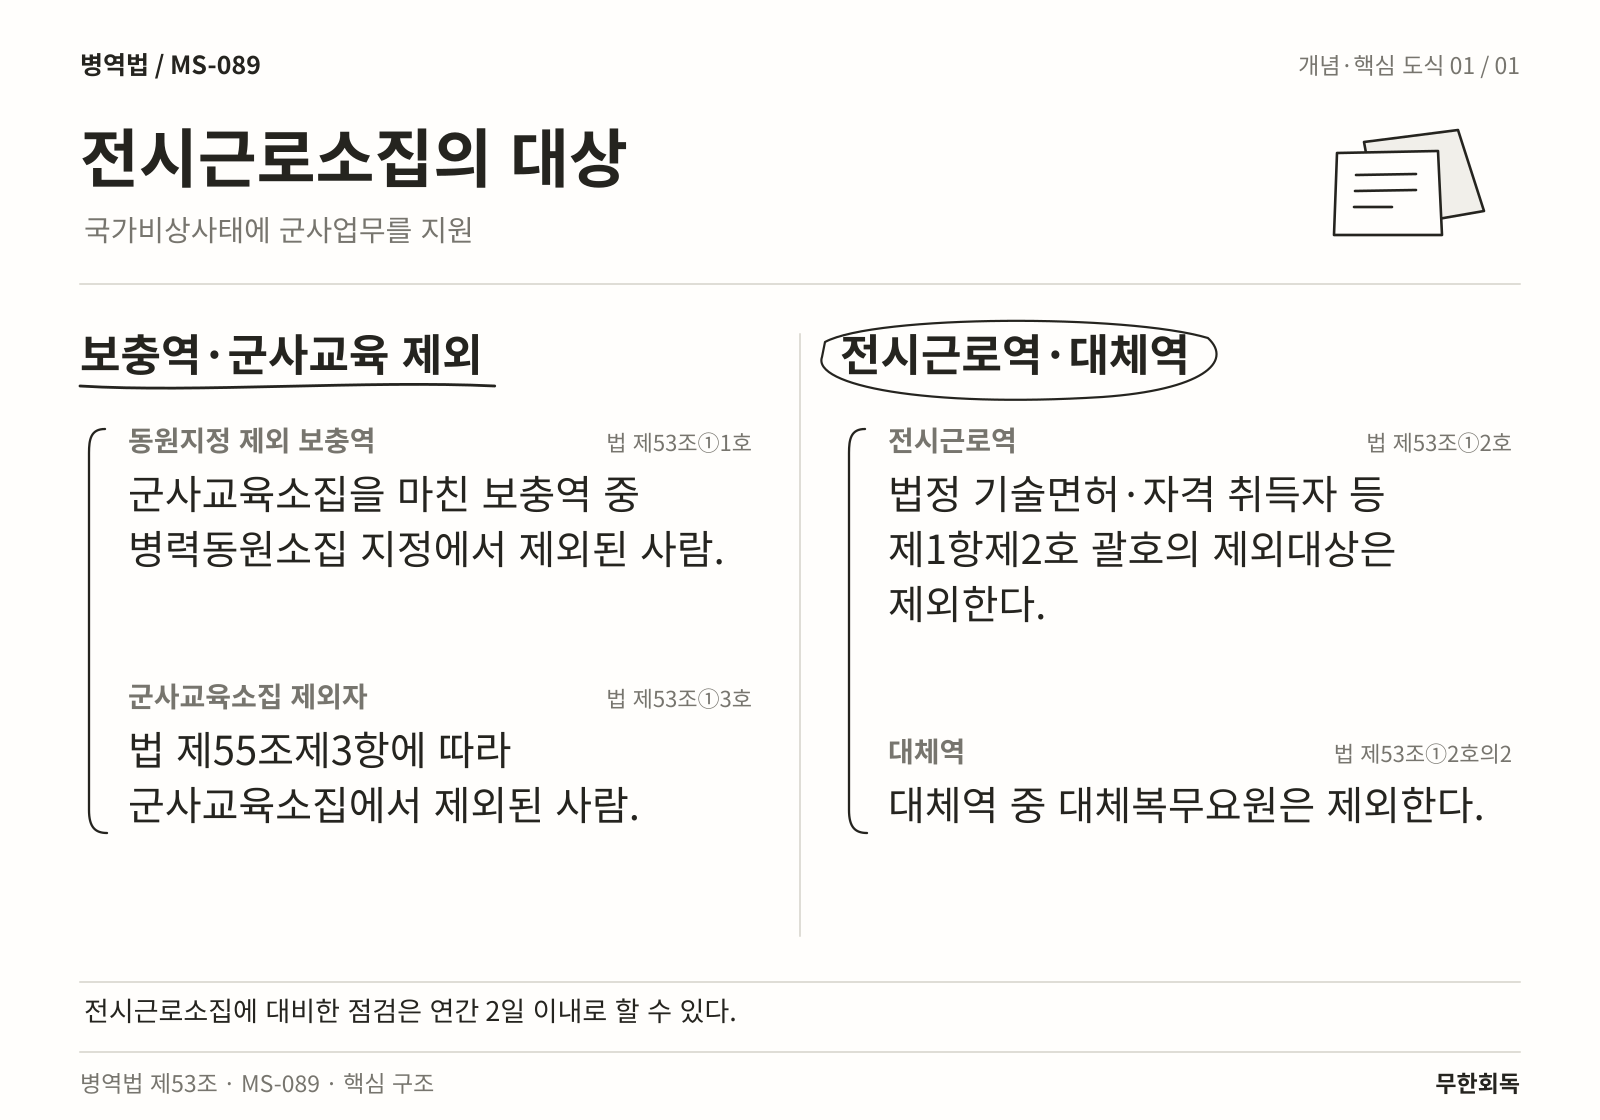 병역법 / MS-089
개념·핵심 도식 01 / 01
전시근로소집의 대상
국가비상사태에 군사업무를 지원
보충역·군사교육 제외
동원지정 제외 보충역
법 제53조①1호
군사교육소집을 마친 보충역 중
병력동원소집 지정에서 제외된 사람.
군사교육소집 제외자
법 제53조①3호
법 제55조제3항에 따라
군사교육소집에서 제외된 사람.
전시근로역·대체역
전시근로역
법 제53조①2호
법정 기술면허·자격 취득자 등
제1항제2호 괄호의 제외대상은
제외한다.
대체역
법 제53조①2호의2
대체역 중 대체복무요원은 제외한다.
전시근로소집에 대비한 점검은 연간 2일 이내로 할 수 있다.
병역법 제53조 · MS-089 · 핵심 구조
무한회독